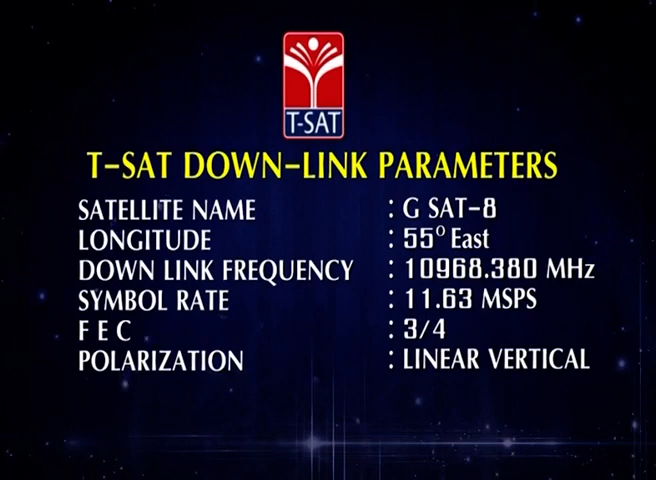 T-SAT
T-SAT DOWN-LINK PARAMETERS
SATELLITE NAME : G SAT-8
LONGITUDE : 55° East
DOWN LINK FREQUENCY : 10968.380 MHz
SYMBOL RATE : 11.63 MSPS
F E C : 3/4
POLARIZATION : LINEAR VERTICAL